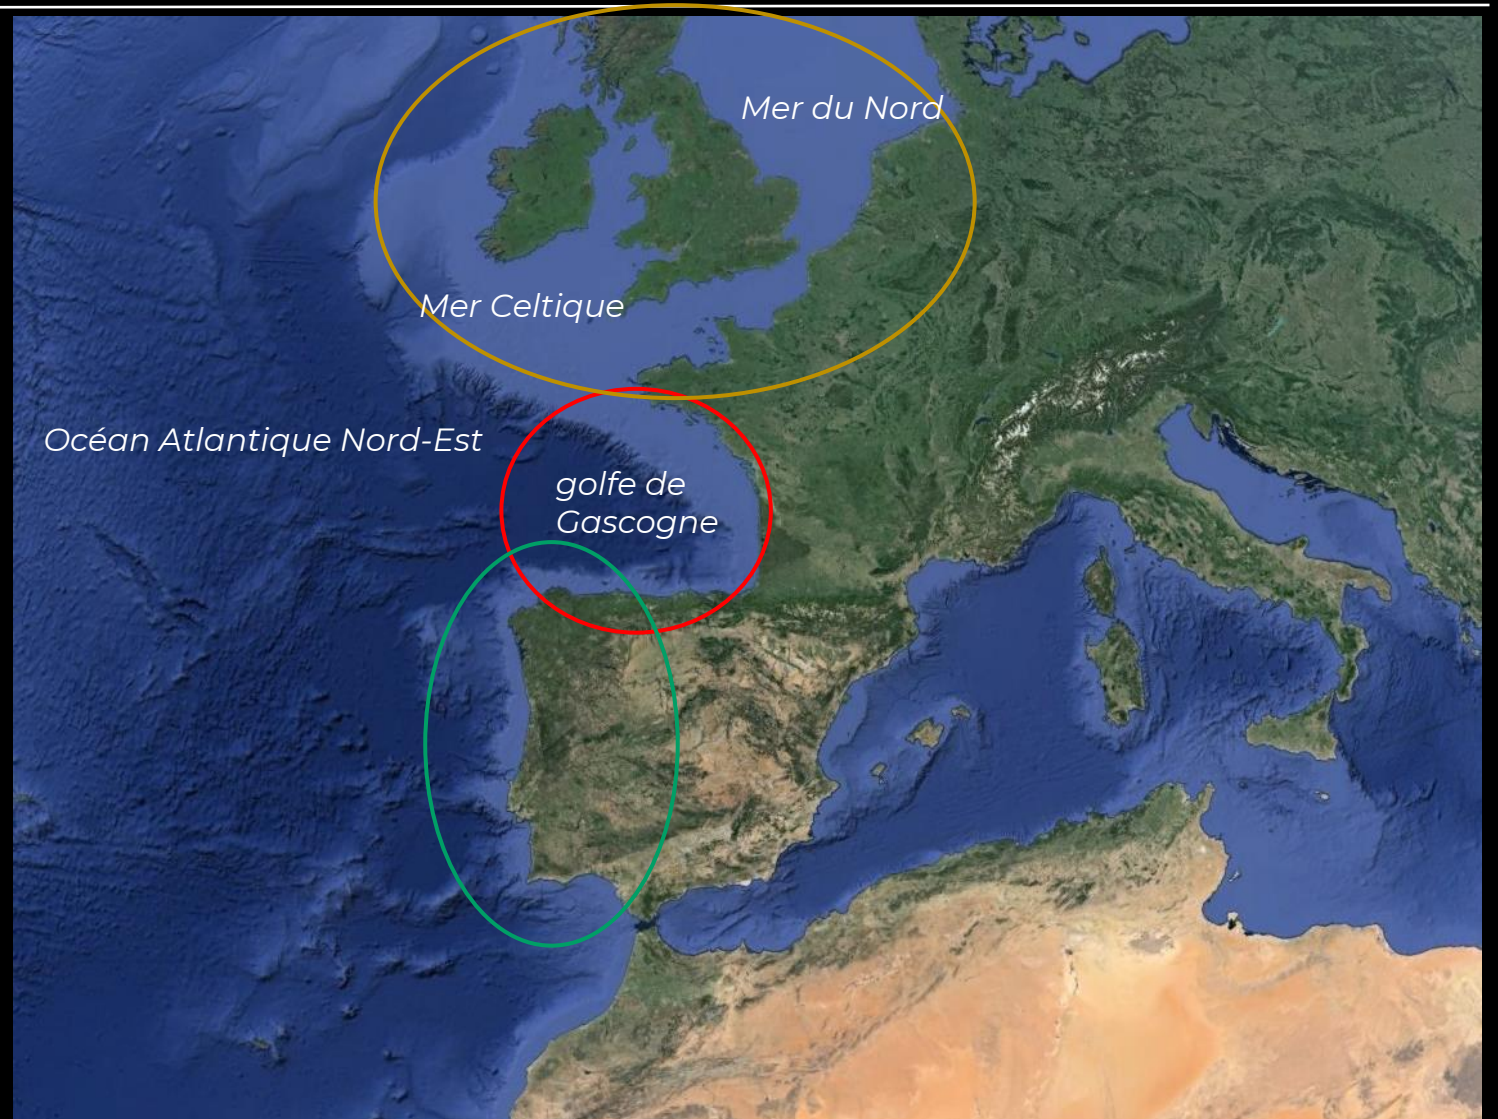 Mer du Nord
Mer Celtique
Océan Atlantique Nord-Est
golfe de
Gascogne